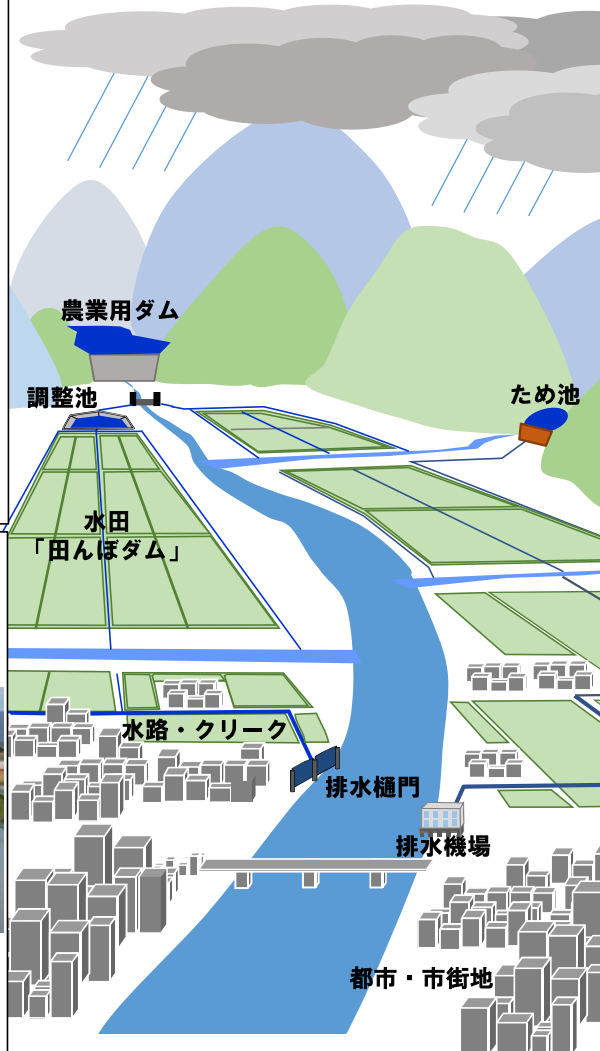 農業用ダム
調整池
ため池
水田
「田んぼダム」
水路・クリーク
排水樋門
排水機場
都市・市街地